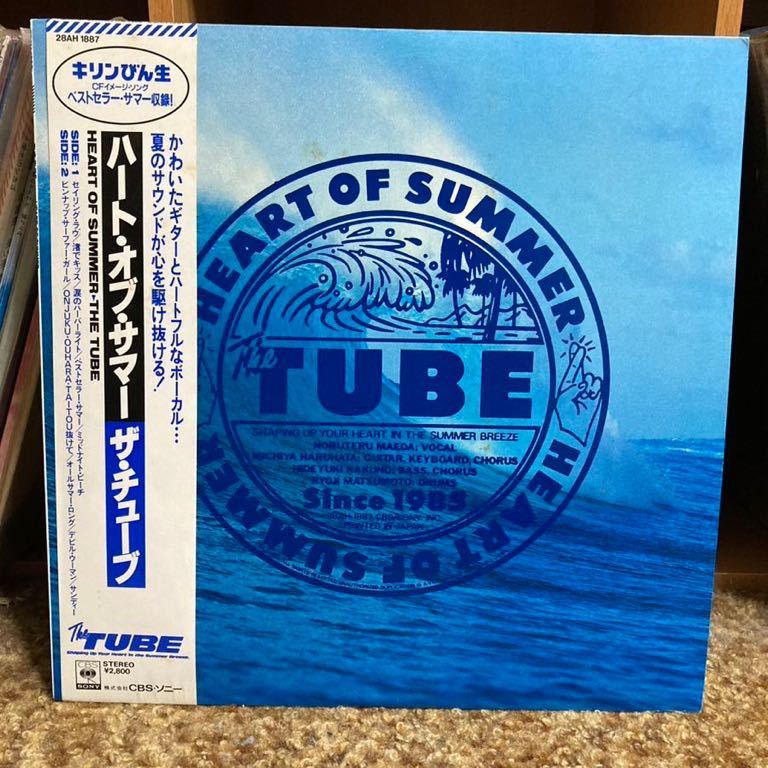 28AH 1887
キリンびん生
CFイメージ・ソング
ベストセラー・サマー収録!
かわいたギターとハートフルなボーカル…
夏のサウンドが心を駆け抜ける!
ハート・オブ・サマー ザ・チューブ
HEART OF SUMMER-THE TUBE
SIDE: 1 セイリング・ラヴ/渚でキッス/涙のハーバーライト/ベストセラー・サマー/ミッドナイト・ビーチ
SIDE: 2 ピンナップ・サーファー・ガール/ONJUKU-OUHARA-TAITOU抜けて/オールサマー・ロング/デビル・ウーマン/サンディー
The TUBE
Shaping Up Your Heart in the Summer Breeze.
CBS
SONY
STEREO
¥2,800
株式会社 CBS・ソニー
HEART OF SUMMER
HEART OF SUMMER
The TUBE
SHAPING UP YOUR HEART IN THE SUMMER BREEZE
NOBUTERU MAEDA: VOCAL
MICHIYA HARUHATA: GUITAR, KEYBOARD, CHORUS
HIDEYUKI KAKUNO: BASS, CHORUS
RYOJI MATSUMOTO: DRUMS
Since 1985
28AH 1887 CBS/SONY INC.
PRINTED IN JAPAN